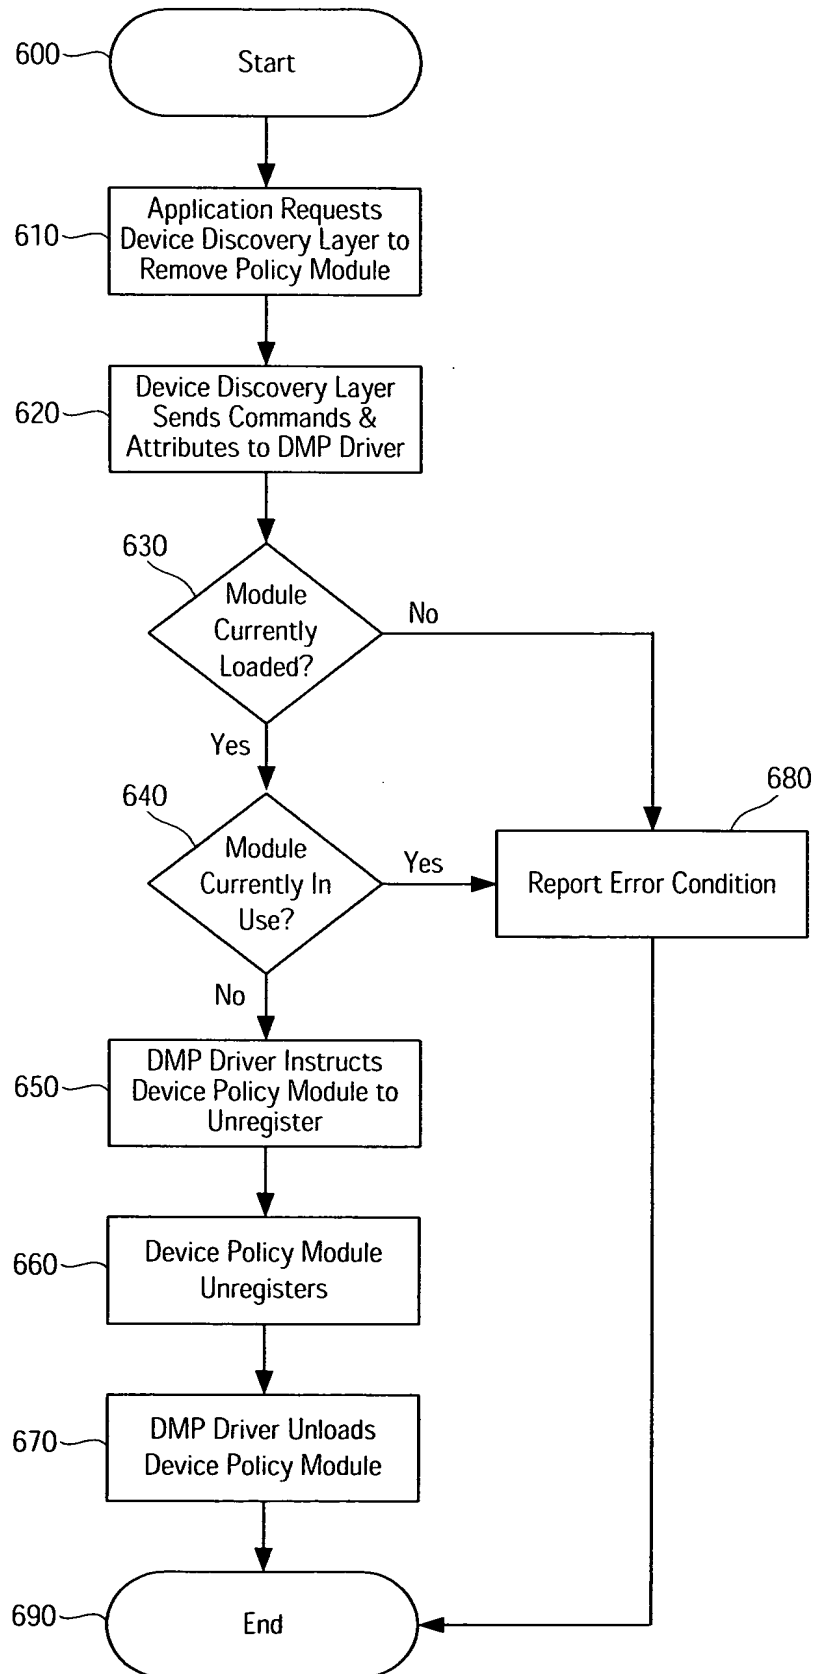 600
Start
610
Application Requests
Device Discovery Layer to
Remove Policy Module
620
Device Discovery Layer
Sends Commands &
Attributes to DMP Driver
630
Module
Currently
Loaded?
No
Yes
640
Module
Currently In
Use?
Yes
680
Report Error Condition
No
650
DMP Driver Instructs
Device Policy Module to
Unregister
660
Device Policy Module
Unregisters
670
DMP Driver Unloads
Device Policy Module
690
End